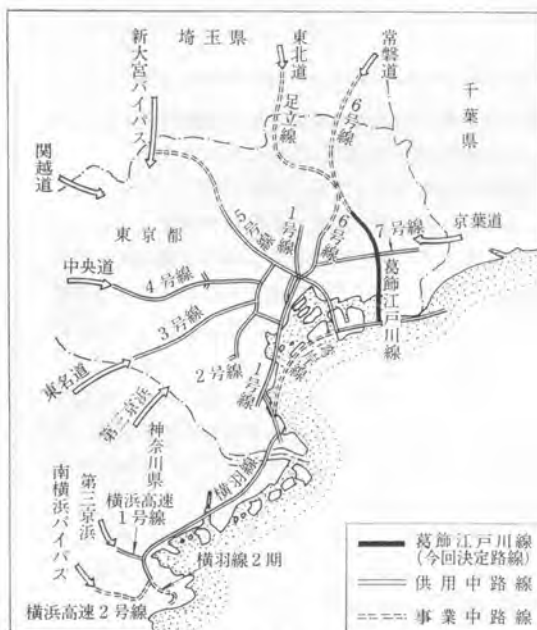 埼玉県
新大宮バイパス
東北道
常磐道
足立線
6号線
千葉県
関越道
東京都
5号線
1号線
6号線
7号線
京葉道
葛飾江戸川線
中央道
4号線
3号線
2号線
1号線
湾岸線
東名道
第三京浜
神奈川県
横羽線
南横浜バイパス
第三京浜
横浜高速
1号線
横羽線2期
横浜高速2号線
葛飾江戸川線
(今回決定路線)
供用中路線
事業中路線